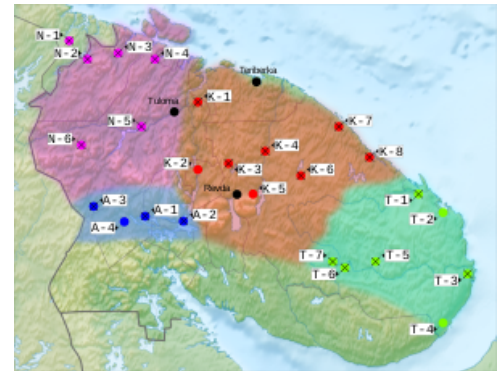 N-1
N-2
N-3
N-4
Teriberka
K-1
Tuloma
N-5
K-7
N-6
K-4
K-8
K-2
K-3
K-6
Revda
K-5
T-1
A-3
A-1
A-2
T-2
A-4
T-7
T-5
T-6
T-3
T-4